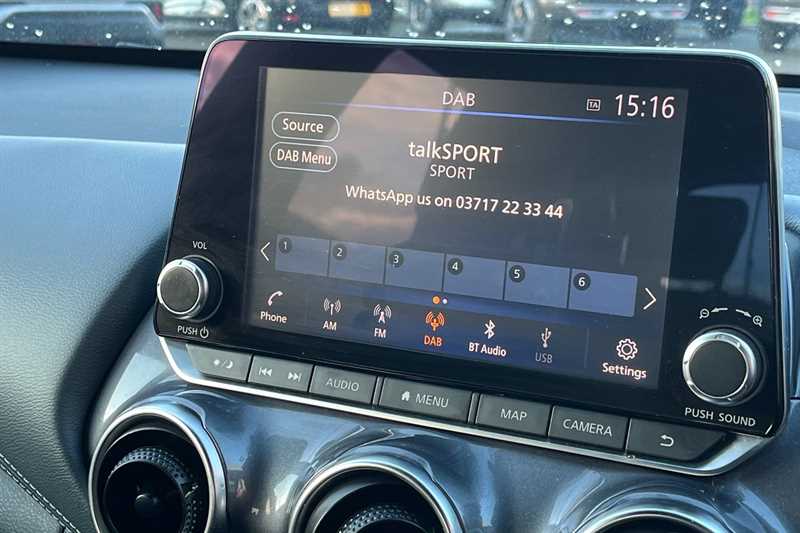 DAB
TA
15:16
Source
DAB Menu
talkSPORT
SPORT
WhatsApp us on 03717 22 33 44
1 2 3 4 5 6
Phone AM FM DAB BT Audio USB Settings
VOL
PUSH
PUSH SOUND
AUDIO MENU MAP CAMERA